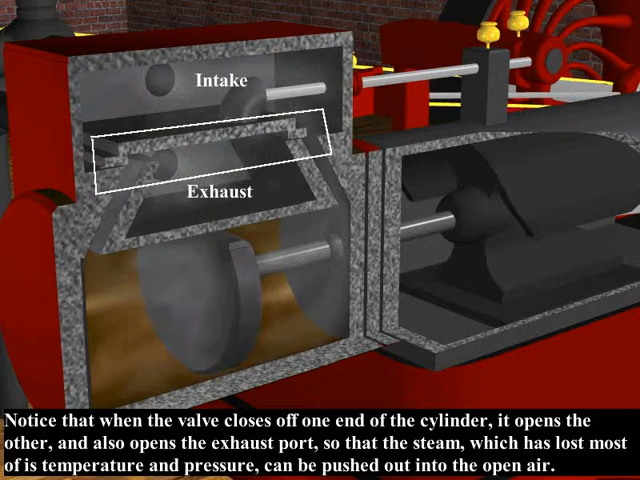 Intake
Exhaust
Notice that when the valve closes off one end of the cylinder, it opens the
other, and also opens the exhaust port, so that the steam, which has lost most
of is temperature and pressure, can be pushed out into the open air.